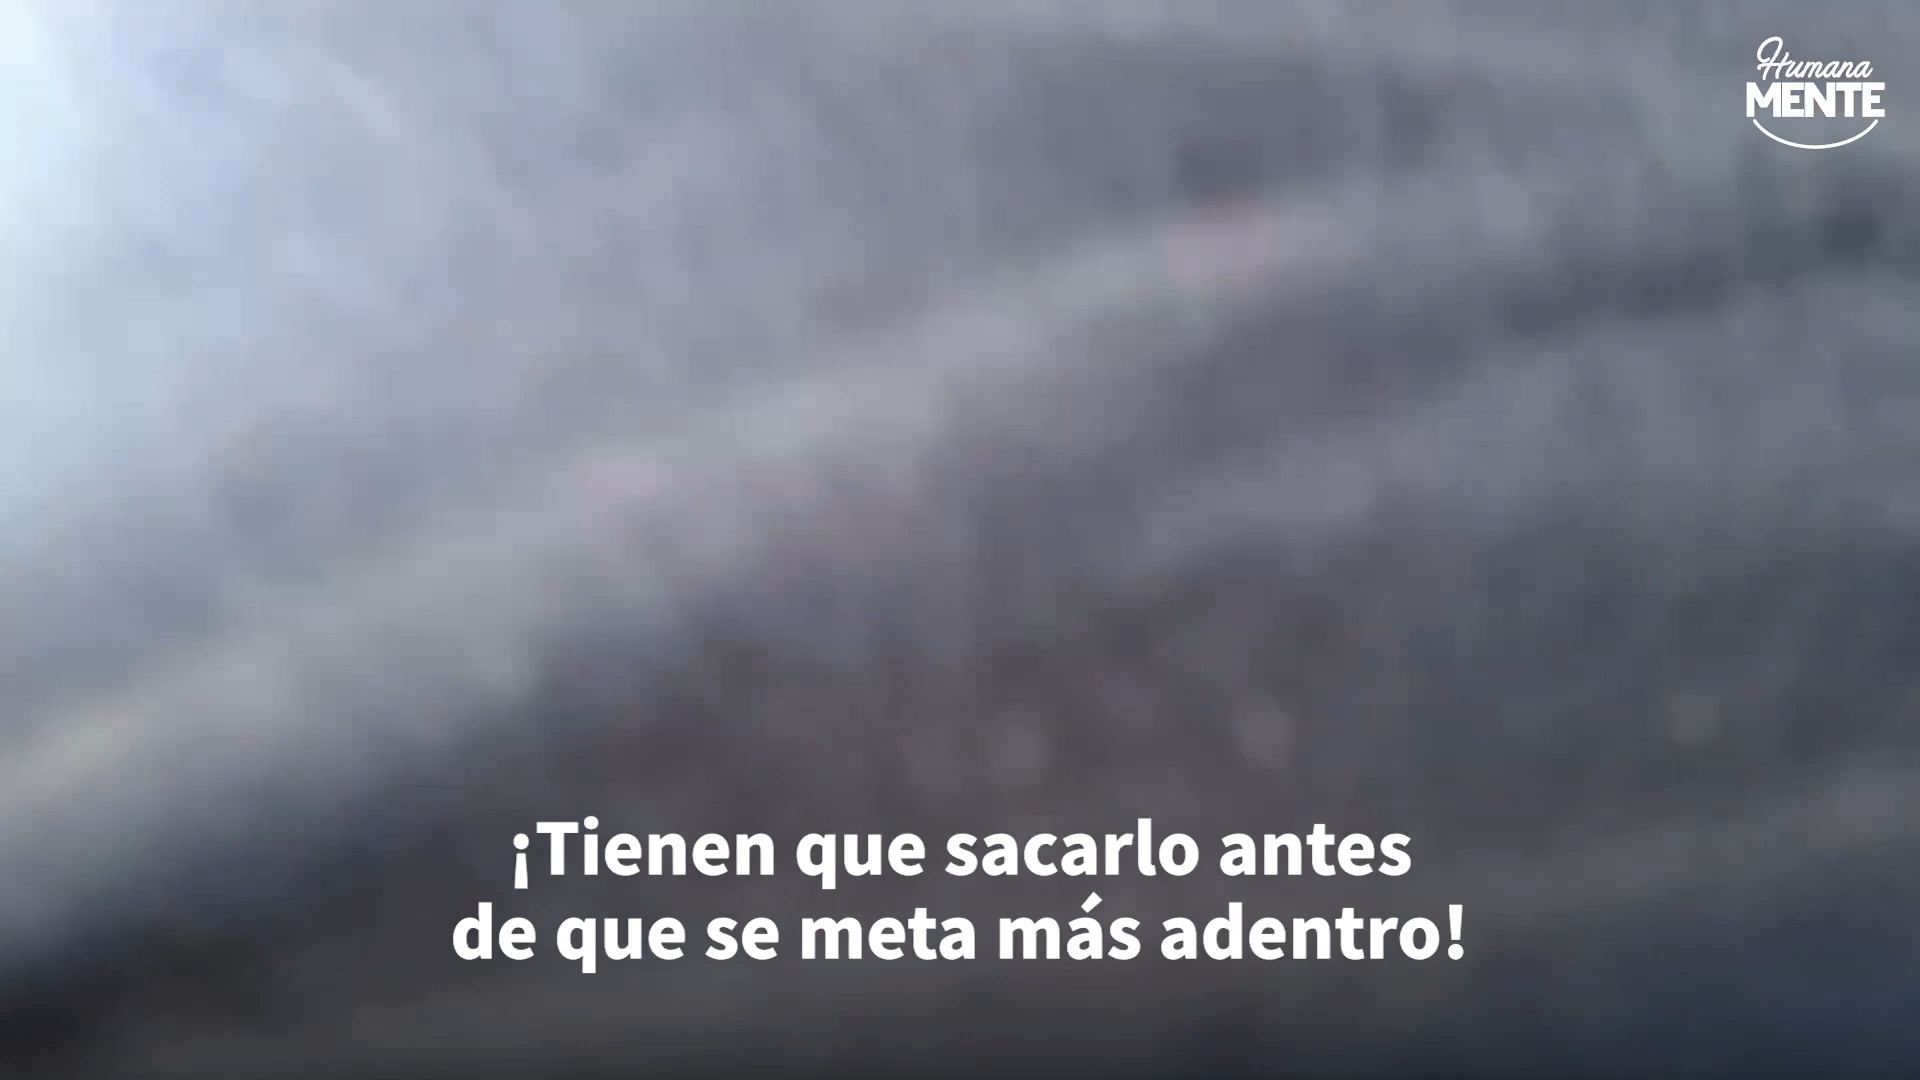 Humana
MENTE
¡Tienen que sacarlo antes
de que se meta más adentro!